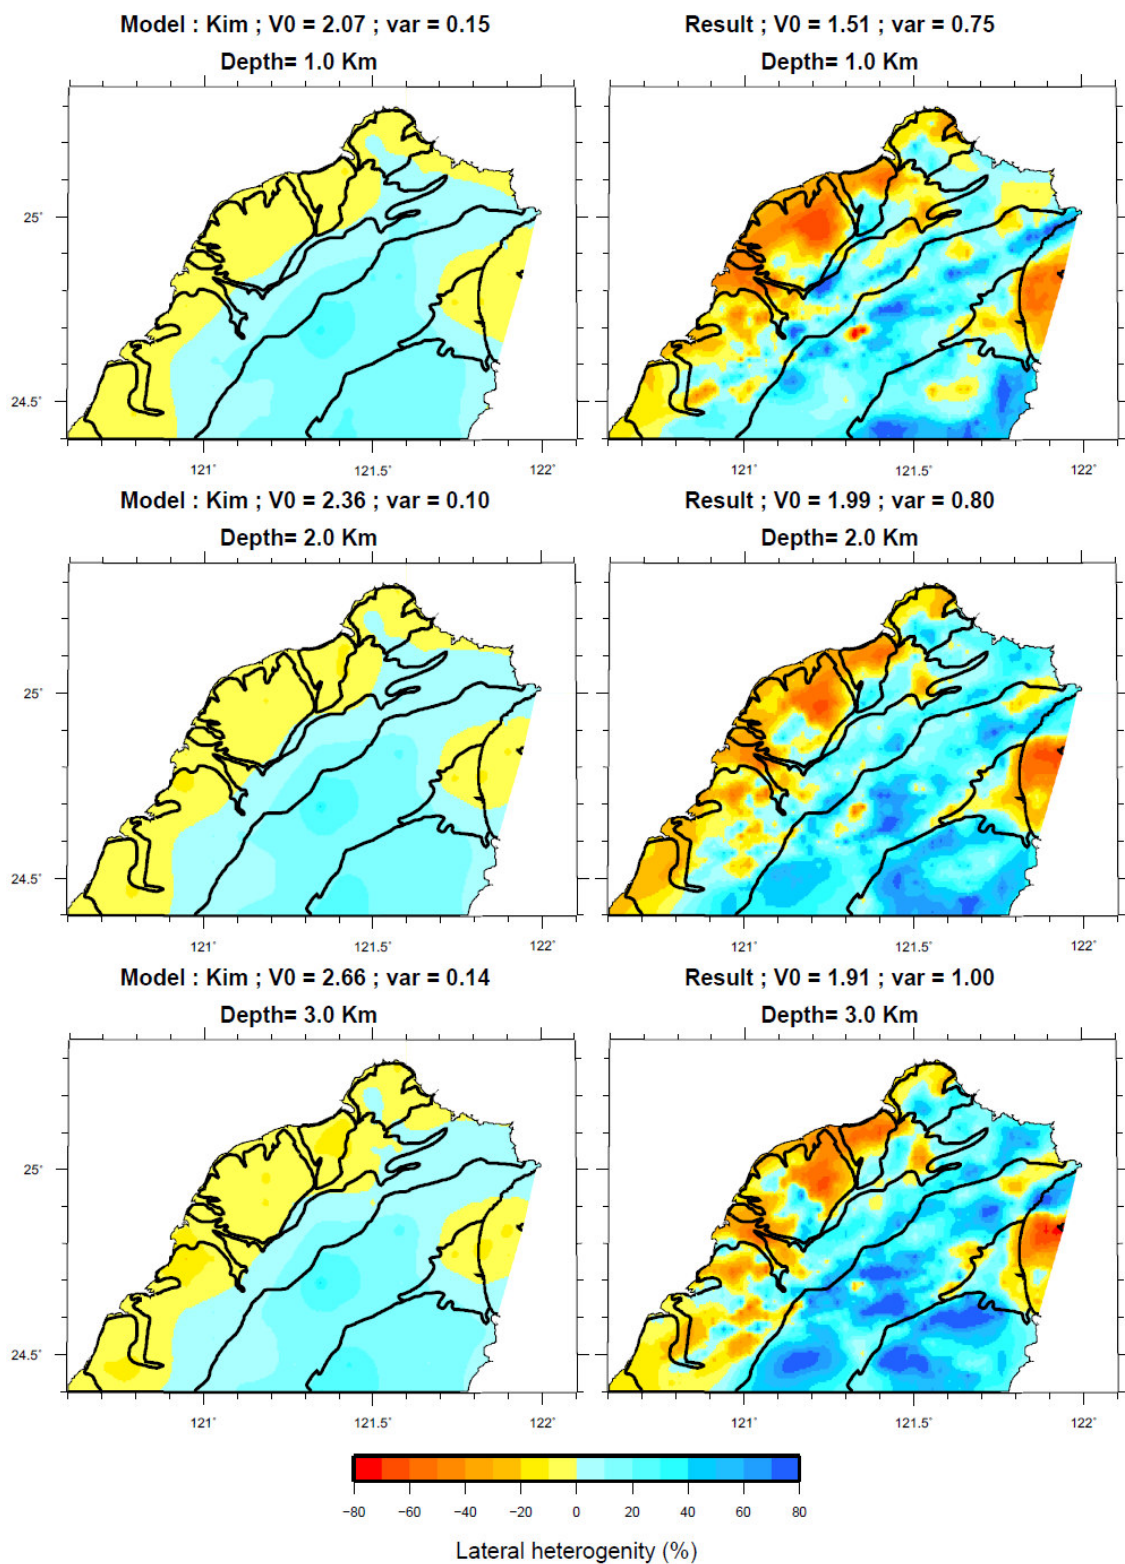 Model : Kim ; V0 = 2.07 ; var = 0.15
Depth= 1.0 Km
Result ; V0 = 1.51 ; var = 0.75
Depth= 1.0 Km
25°
24.5°
121° 121.5° 122°
121° 121.5° 122°
Model : Kim ; V0 = 2.36 ; var = 0.10
Depth= 2.0 Km
Result ; V0 = 1.99 ; var = 0.80
Depth= 2.0 Km
25°
24.5°
121° 121.5° 122°
121° 121.5° 122°
Model : Kim ; V0 = 2.66 ; var = 0.14
Depth= 3.0 Km
Result ; V0 = 1.91 ; var = 1.00
Depth= 3.0 Km
25°
24.5°
121° 121.5° 122°
121° 121.5° 122°
−80 −60 −40 −20 0 20 40 60 80
Lateral heterogenity (%)